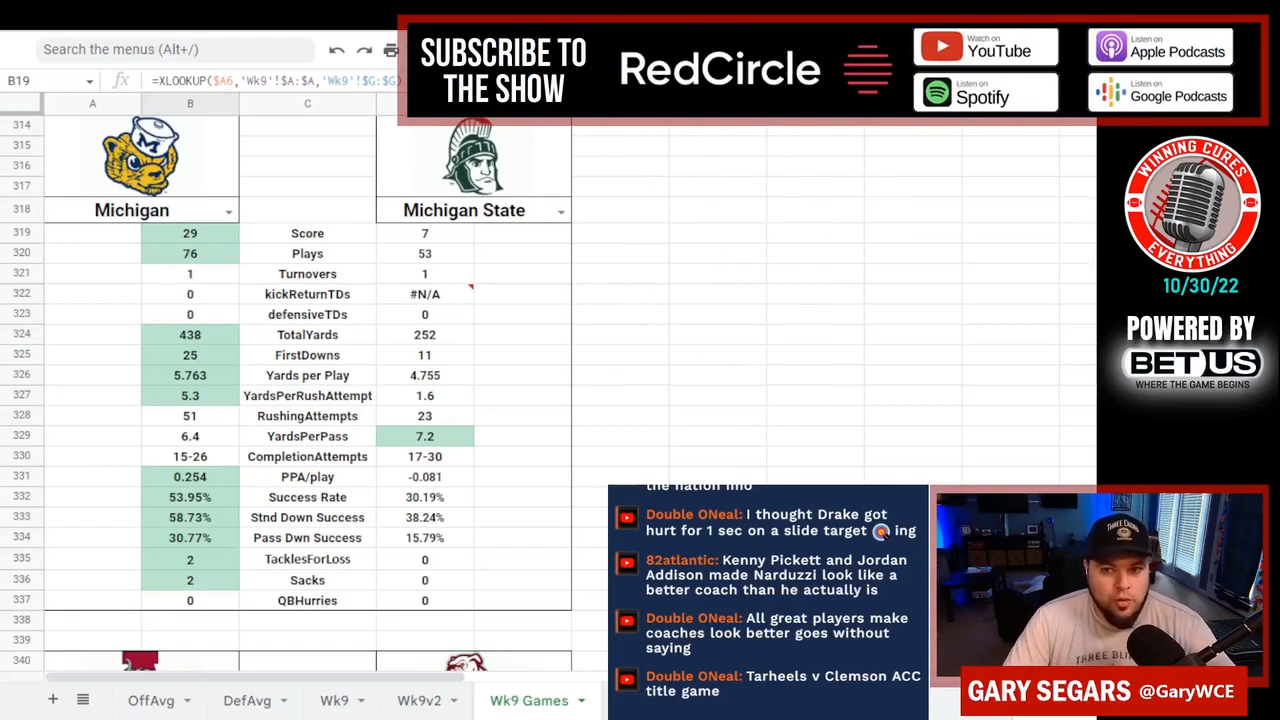 Search the menus (Alt+/)
B19
=XLOOKUP($A6,'Wk9'!$A:$A,'Wk9'!$G:$G)
SUBSCRIBE TO
THE SHOW
RedCircle
Watch on
YouTube
Listen on
Apple Podcasts
Listen on
Spotify
Listen on
Google Podcasts
A B C
314
315
316
317
M
318 Michigan Michigan State
319 29 Score 7
320 76 Plays 53
321 1 Turnovers 1
322 0 kickReturnTDs #N/A
323 0 defensiveTDs 0
324 438 TotalYards 252
325 25 FirstDowns 11
326 5.763 Yards per Play 4.755
327 5.3 YardsPerRushAttempt 1.6
328 51 RushingAttempts 23
329 6.4 YardsPerPass 7.2
330 15-26 CompletionAttempts 17-30
331 0.254 PPA/play -0.081
332 53.95% Success Rate 30.19%
333 58.73% Stnd Down Success 38.24%
334 30.77% Pass Dwn Success 15.79%
335 2 TacklesForLoss 0
336 2 Sacks 0
337 0 QBHurries 0
338
339
340
OffAvg DefAvg Wk9 Wk9v2 Wk9 Games
WINNING CURES
EVERYTHING
10/30/22
POWERED BY
BETUS
WHERE THE GAME BEGINS
the nation imo
Double ONeal: I thought Drake got
hurt for 1 sec on a slide target ing
82atlantic: Kenny Pickett and Jordan
Addison made Narduzzi look like a
better coach than he actually is
Double ONeal: All great players make
coaches look better goes without
saying
Double ONeal: Tarheels v Clemson ACC
title game
THREE BLI
GARY SEGARS @GaryWCE